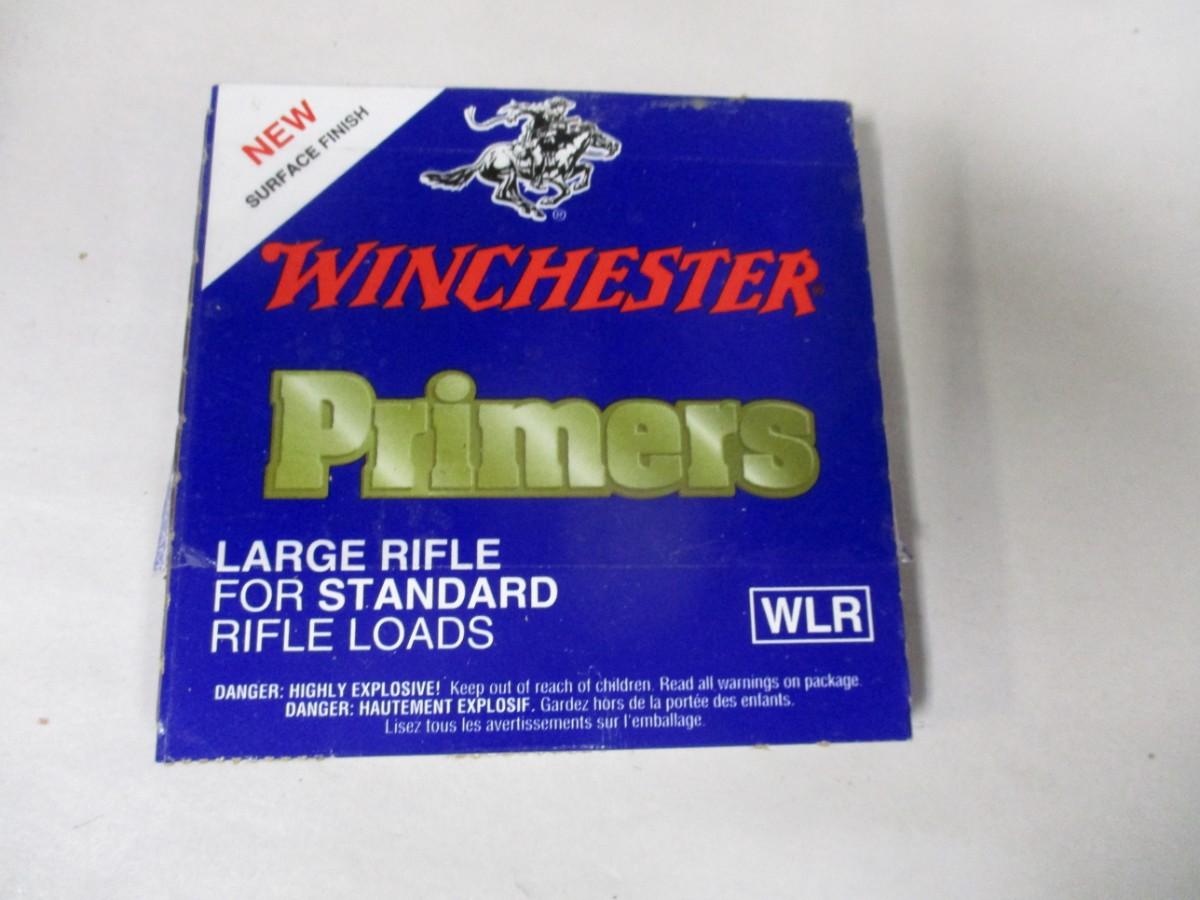 NEW
SURFACE FINISH
WINCHESTER
Primers
LARGE RIFLE
FOR STANDARD
RIFLE LOADS
WLR
DANGER: HIGHLY EXPLOSIVE! Keep out of reach of children. Read all warnings on package.
DANGER: HAUTEMENT EXPLOSIF. Gardez hors de la portée des enfants.
Lisez tous les avertissements sur l'emballage.